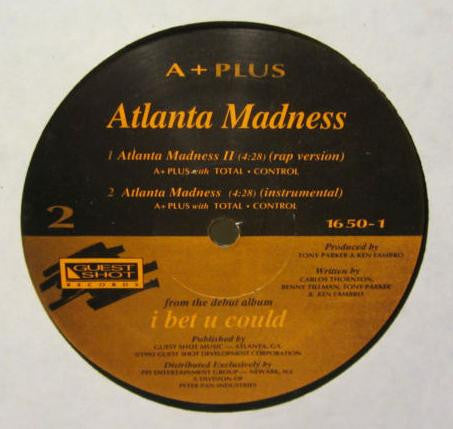 A + PLUS
Atlanta Madness
1 Atlanta Madness II (4:28) (rap version)
A+ PLUS with TOTAL • CONTROL
2 Atlanta Madness (4:28) (instrumental)
A+ PLUS with TOTAL • CONTROL
2
1650-1
Produced by
TONY PARKER & KEN FAMBRO
GUEST
SHOT
RECORDS
Written by
CARLOS THORNTON,
BENNY TILLMAN, TONY PARKER
& KEN FAMBRO
from the debut album
i bet u could
Published by
GUEST SHOT MUSIC — ATLANTA, GA
©1992 GUEST SHOT DEVELOPMENT CORPORATION
Distributed Exclusively by
PPI ENTERTAINMENT GROUP — NEWARK, NJ
A DIVISION OF
PETER PAN INDUSTRIES